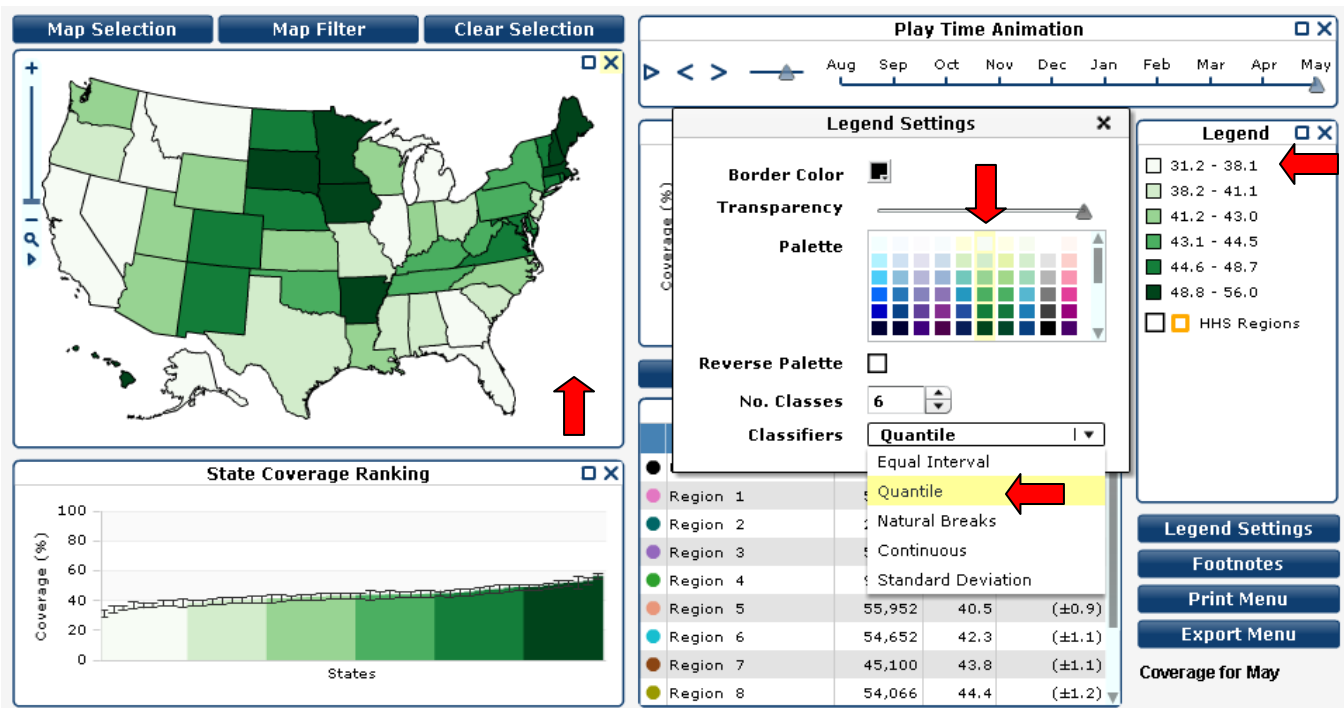 Map Selection
Map Filter
Clear Selection
Play Time Animation
Aug Sep Oct Nov Dec Jan Feb Mar Apr May
Legend Settings
Border Color
Transparency
Palette
Reverse Palette
No. Classes 6
Classifiers Quantile
Equal Interval
Quantile
Natural Breaks
Continuous
Standard Deviation
Coverage (%)
Legend
31.2 - 38.1
38.2 - 41.1
41.2 - 43.0
43.1 - 44.5
44.6 - 48.7
48.8 - 56.0
HHS Regions
State Coverage Ranking
Coverage (%)
100
80
60
40
20
0
States
Region 1
Region 2
Region 3
Region 4
Region 5 55,952 40.5 (±0.9)
Region 6 54,652 42.3 (±1.1)
Region 7 45,100 43.8 (±1.1)
Region 8 54,066 44.4 (±1.2)
Legend Settings
Footnotes
Print Menu
Export Menu
Coverage for May